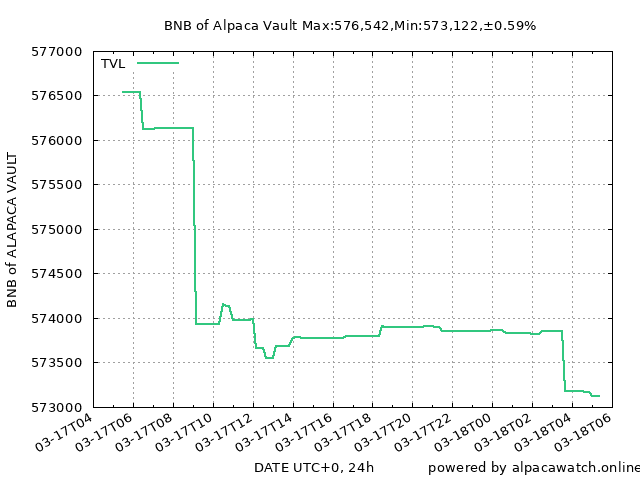 BNB of Alpaca Vault Max:576,542,Min:573,122,±0.59%
TVL
577000
576500
576000
575500
575000
574500
574000
573500
573000
BNB of ALAPACA VAULT
03-17T04
03-17T06
03-17T08
03-17T10
03-17T12
03-17T14
03-17T16
03-17T18
03-17T20
03-17T22
03-18T00
03-18T02
03-18T04
03-18T06
DATE UTC+0, 24h
powered by alpacawatch.online